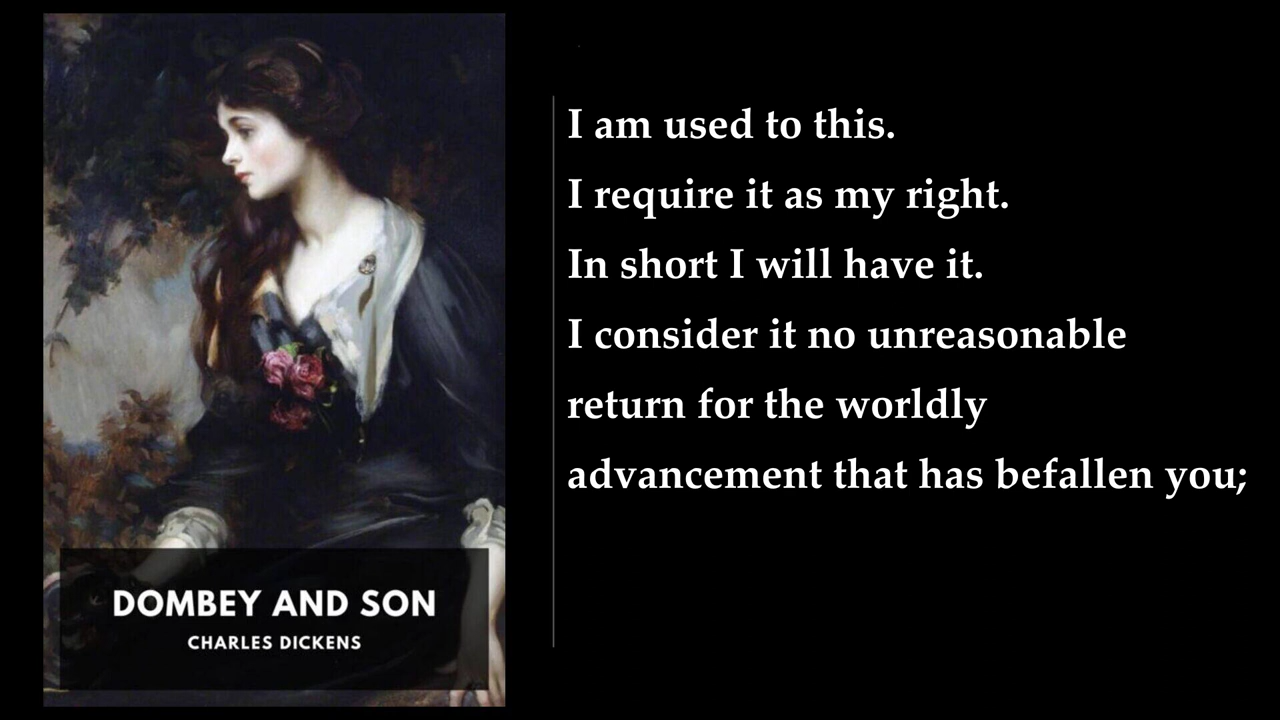 DOMBEY AND SON
CHARLES DICKENS
I am used to this.
I require it as my right.
In short I will have it.
I consider it no unreasonable
return for the worldly
advancement that has befallen you;